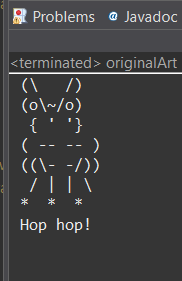 Problems @ Javadoc
<terminated> originalArt
(\   /)
(o\~/o)
 { ' '}
( -- -- )
((\- -/))
 / | | \
*  *  *
Hop hop!